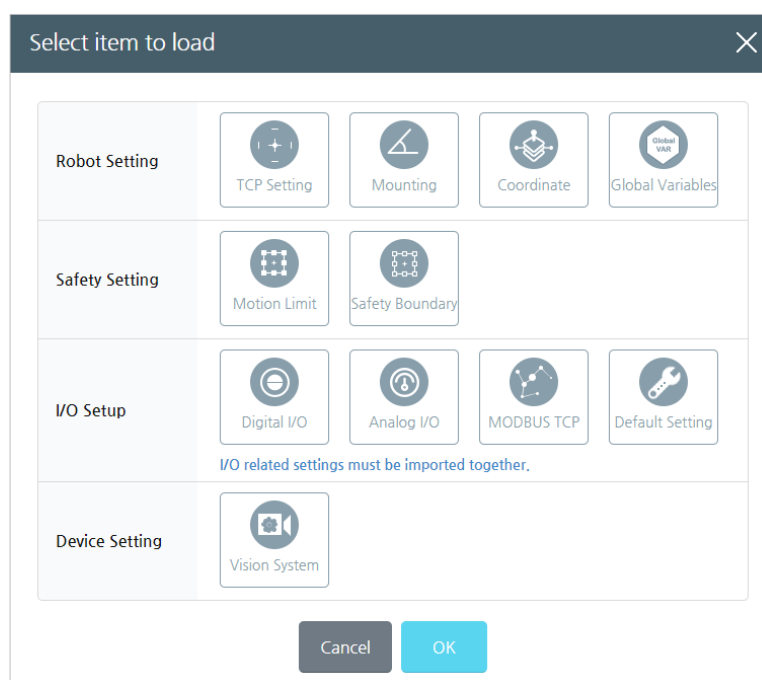 Select item to load
Robot Setting
Global
VAR
TCP Setting
Mounting
Coordinate
Global Variables
Safety Setting
Motion Limit
Safety Boundary
I/O Setup
Digital I/O
Analog I/O
MODBUS TCP
Default Setting
I/O related settings must be imported together.
Device Setting
Vision System
Cancel
OK